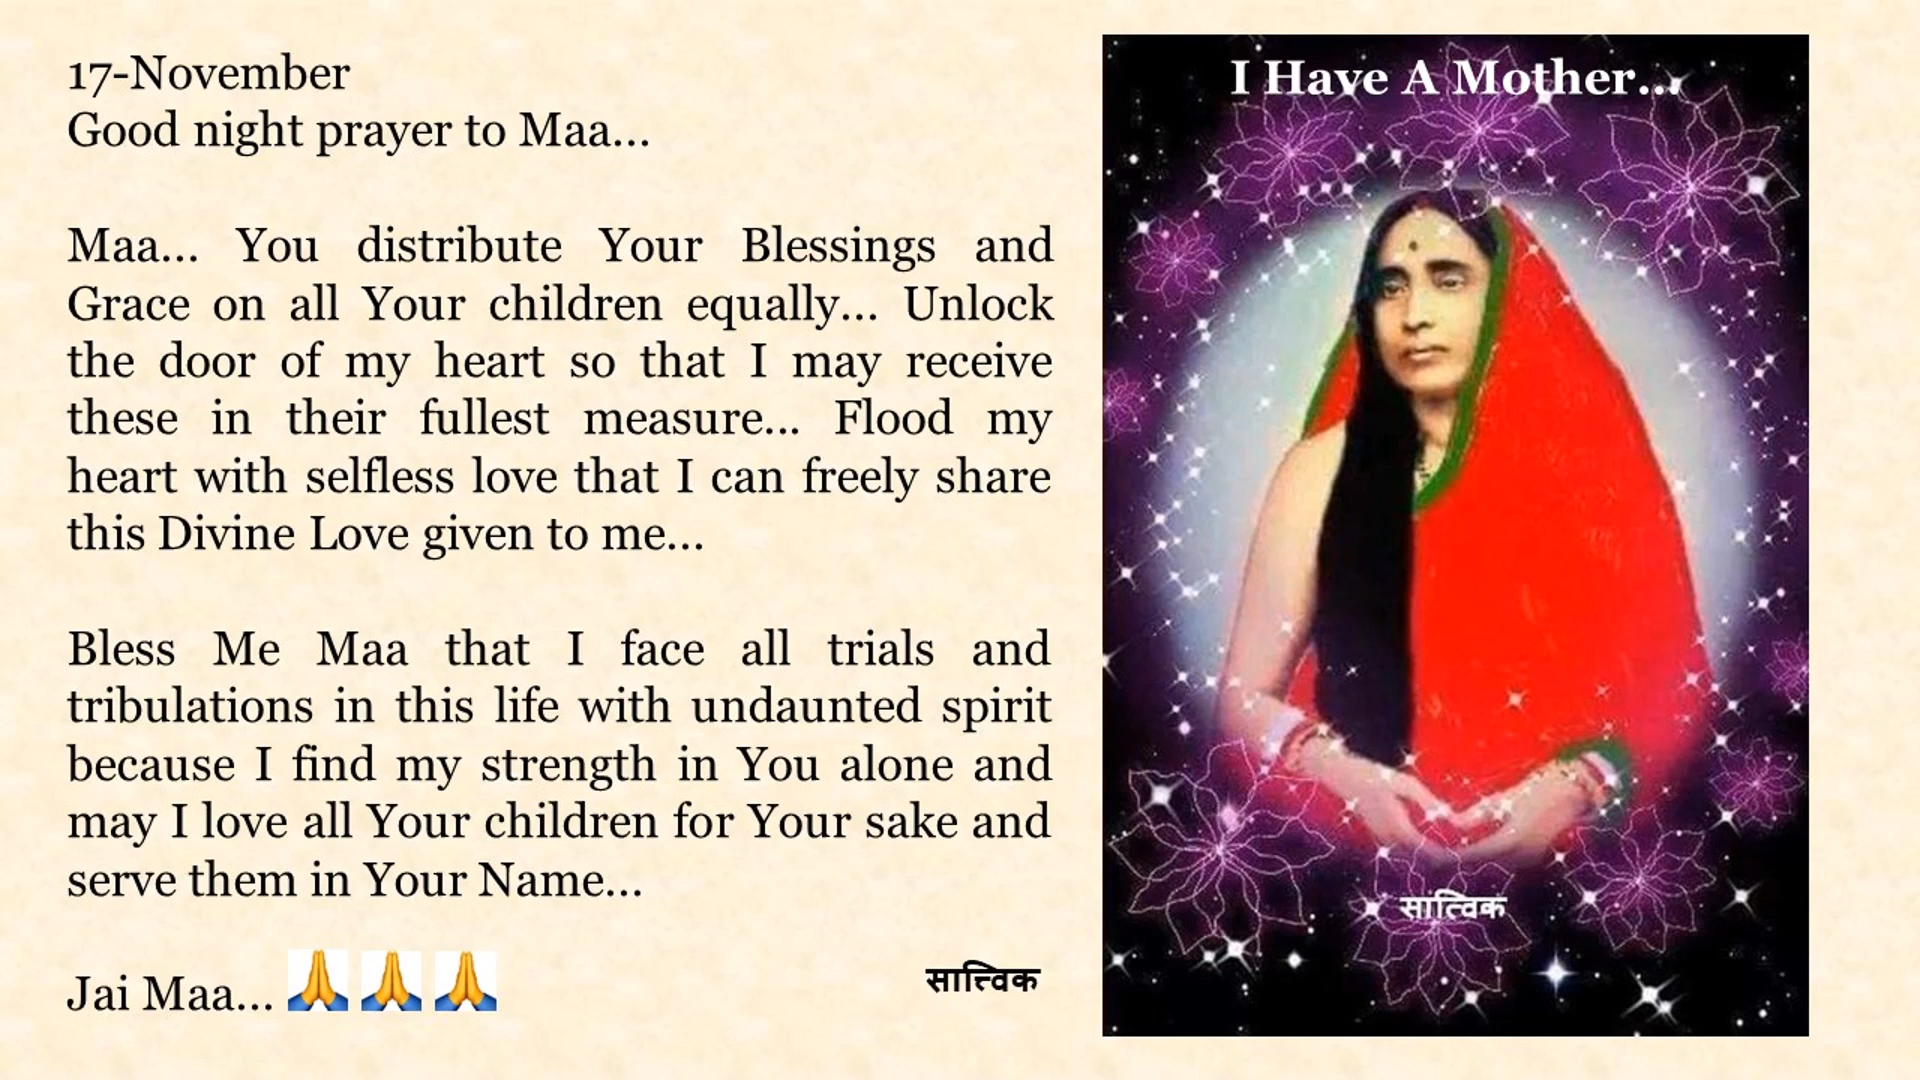 17-November
Good night prayer to Maa...
Maa... You distribute Your Blessings and
Grace on all Your children equally... Unlock
the door of my heart so that I may receive
these in their fullest measure... Flood my
heart with selfless love that I can freely share
this Divine Love given to me...
Bless Me Maa that I face all trials and
tribulations in this life with undaunted spirit
because I find my strength in You alone and
may I love all Your children for Your sake and
serve them in Your Name...
Jai Maa... 🙏 🙏 🙏
सात्त्विक
I Have A Mother...
सात्विक